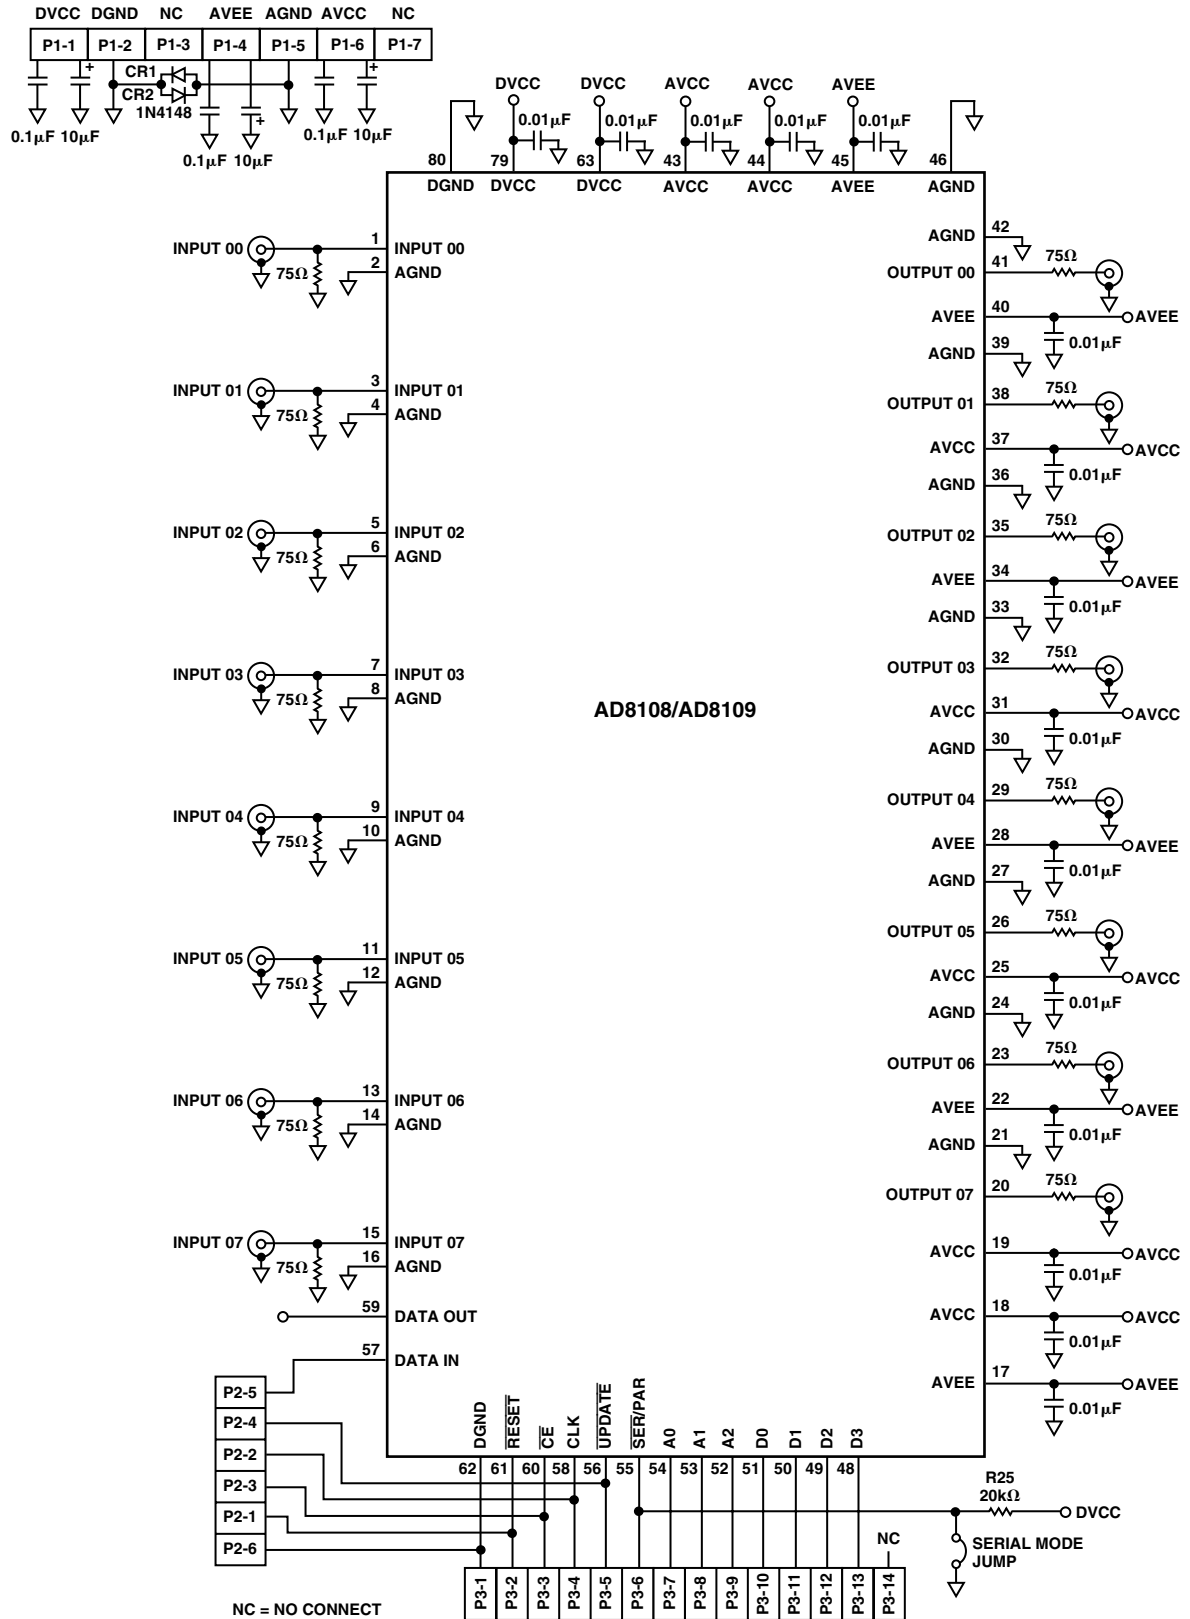 DVCC DGND NC AVEE AGND AVCC NC
P1-1 P1-2 P1-3 P1-4 P1-5 P1-6 P1-7
+ CR1 +
CR2
1N4148
0.1µF 10µF 0.1µF 10µF
+
0.1µF 10µF
DVCC DVCC AVCC AVCC AVEE
0.01µF 0.01µF 0.01µF 0.01µF 0.01µF
80 79 63 43 44 45 46
DGND DVCC DVCC AVCC AVCC AVEE AGND
INPUT 00 1 INPUT 00
75Ω 2 AGND
INPUT 01 3 INPUT 01
75Ω 4 AGND
INPUT 02 5 INPUT 02
75Ω 6 AGND
INPUT 03 7 INPUT 03
75Ω 8 AGND
INPUT 04 9 INPUT 04
75Ω 10 AGND
INPUT 05 11 INPUT 05
75Ω 12 AGND
INPUT 06 13 INPUT 06
75Ω 14 AGND
INPUT 07 15 INPUT 07
75Ω 16 AGND
59 DATA OUT
57 DATA IN
AD8108/AD8109
AGND 42
OUTPUT 00 41 75Ω
AVEE 40 AVEE
0.01µF
AGND 39
OUTPUT 01 38 75Ω
AVCC 37 AVCC
0.01µF
AGND 36
OUTPUT 02 35 75Ω
AVEE 34 AVEE
0.01µF
AGND 33
OUTPUT 03 32 75Ω
AVCC 31 AVCC
0.01µF
AGND 30
OUTPUT 04 29 75Ω
AVEE 28 AVEE
0.01µF
AGND 27
OUTPUT 05 26 75Ω
AVCC 25 AVCC
0.01µF
AGND 24
OUTPUT 06 23 75Ω
AVEE 22 AVEE
0.01µF
AGND 21
OUTPUT 07 20 75Ω
AVCC 19 AVCC
0.01µF
AVCC 18 AVCC
0.01µF
AVEE 17 AVEE
0.01µF
P2-5
P2-4
P2-2
P2-3
P2-1
P2-6
DGND RESET CE CLK UPDATE SER/PAR A0 A1 A2 D0 D1 D2 D3
62 61 60 58 56 55 54 53 52 51 50 49 48
R25
20kΩ
DVCC
SERIAL MODE
JUMP
NC
P3-1 P3-2 P3-3 P3-4 P3-5 P3-6 P3-7 P3-8 P3-9 P3-10 P3-11 P3-12 P3-13 P3-14
NC = NO CONNECT